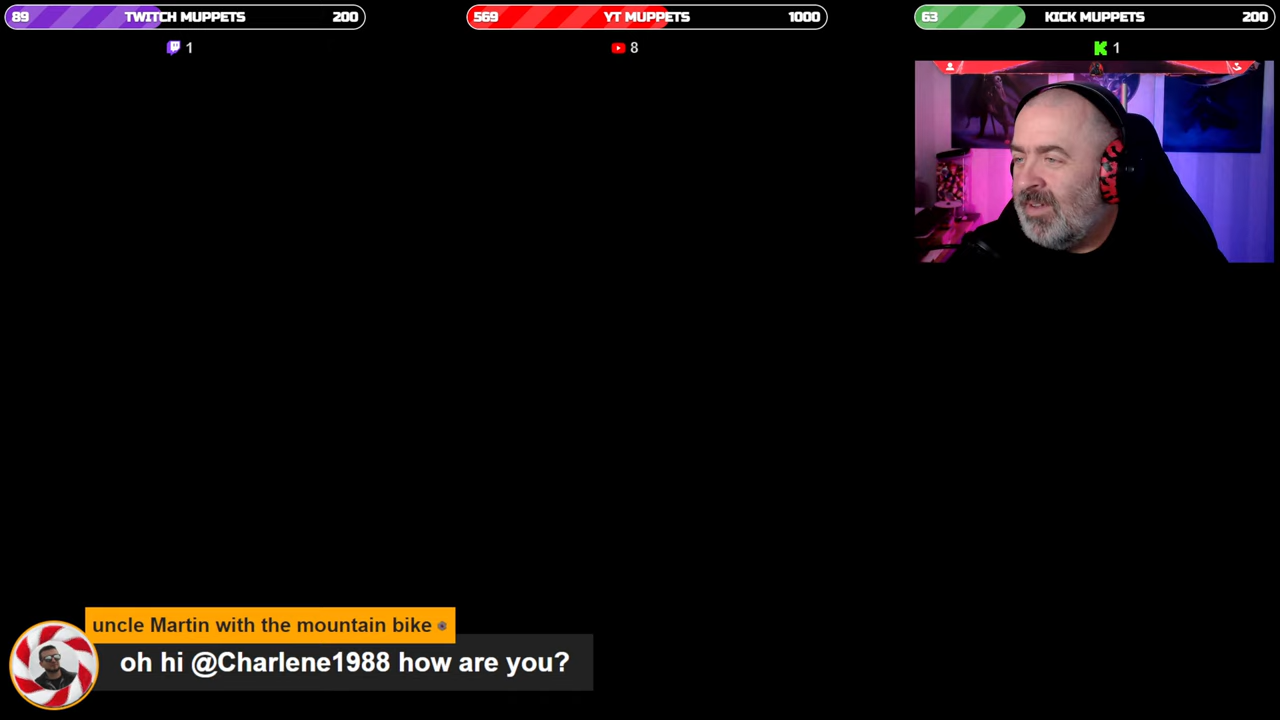 89 TWITCH MUPPETS 200
569 YT MUPPETS 1000
63 KICK MUPPETS 200
1
8
1
uncle Martin with the mountain bike
oh hi @Charlene1988 how are you?